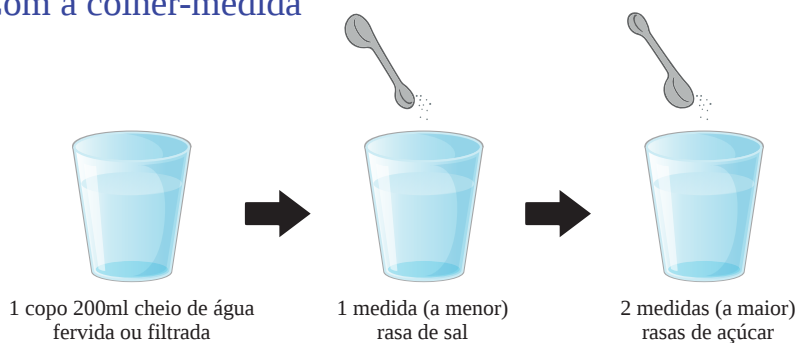 com a colher-medida
1 copo 200ml cheio de água
fervida ou filtrada
1 medida (a menor)
rasa de sal
2 medidas (a maior)
rasas de açúcar